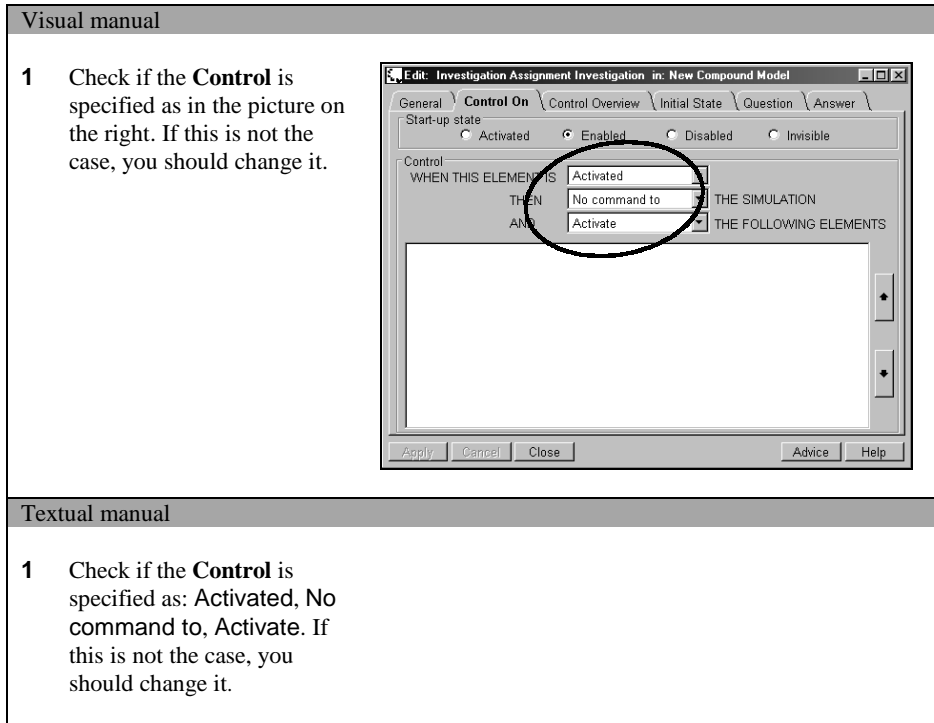 Visual manual
1 Check if the Control is
specified as in the picture on
the right. If this is not the
case, you should change it.
Edit: Investigation Assignment Investigation in: New Compound Model
General Control On Control Overview Initial State Question Answer
Start-up state
Activated Enabled Disabled Invisible
Control
WHEN THIS ELEMENT IS Activated
THEN No command to THE SIMULATION
AND Activate THE FOLLOWING ELEMENTS
Apply Cancel Close Advice Help
Textual manual
1 Check if the Control is
specified as: Activated, No
command to, Activate. If
this is not the case, you
should change it.